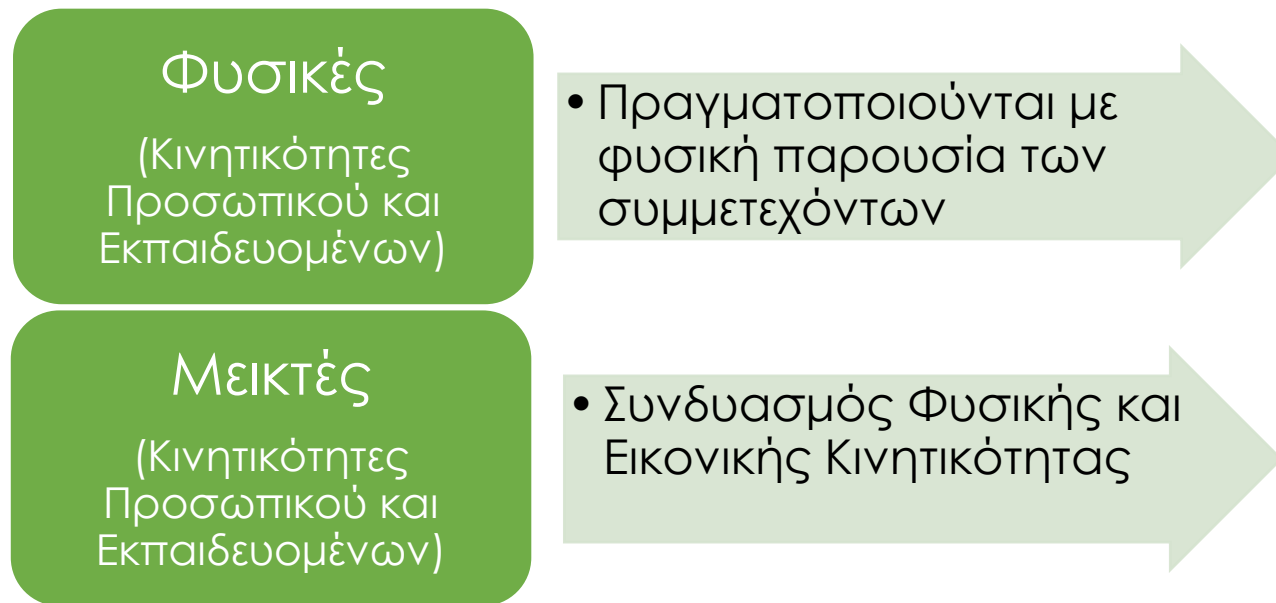 Φυσικές
(Κινητικότητες
Προσωπικού και
Εκπαιδευομένων)
• Πραγματοποιούνται με
φυσική παρουσία των
συμμετεχόντων
Μεικτές
(Κινητικότητες
Προσωπικού και
Εκπαιδευομένων)
• Συνδυασμός Φυσικής και
Εικονικής Κινητικότητας